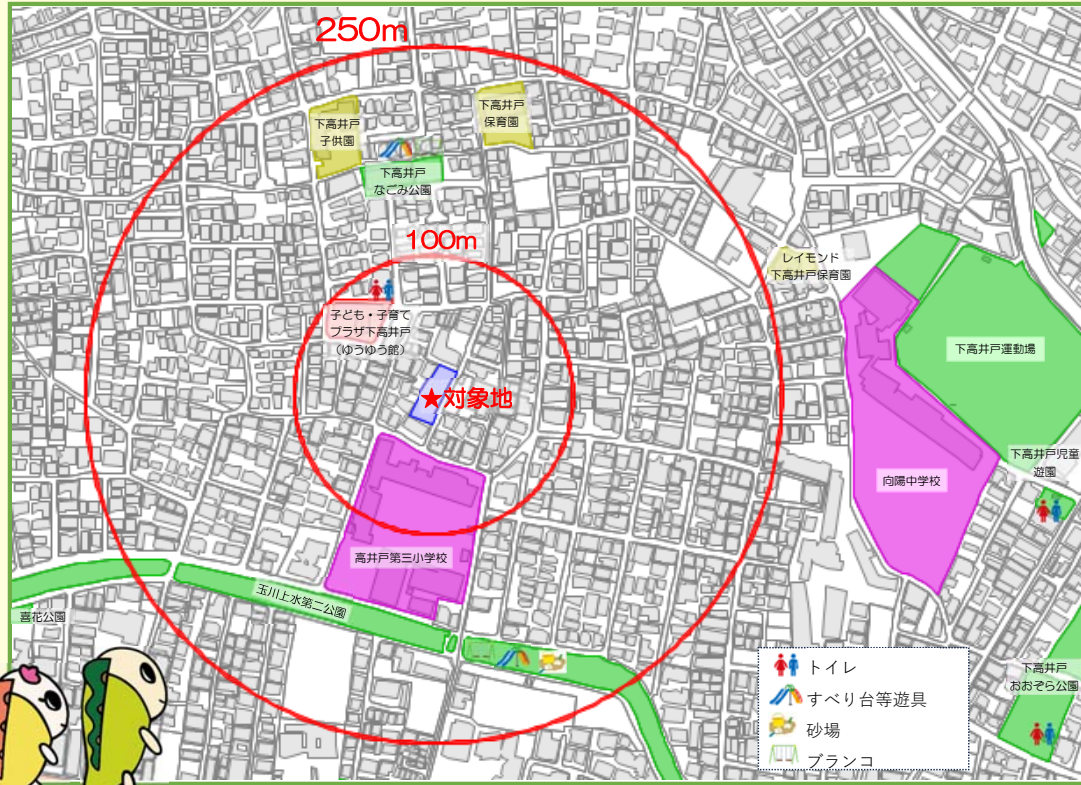 250m
下高井戸
子供園
下高井戸
保育園
下高井戸
なごみ公園
100m
レイモンド
下高井戸保育園
子ども・子育て
プラザ下高井戸
(ゆうゆう館)
下高井戸運動場
★対象地
下高井戸児童
遊園
向陽中学校
高井戸第三小学校
玉川上水第二公園
喜花公園
下高井戸
おおぞら公園
トイレ
すべり台等遊具
砂場
ブランコ